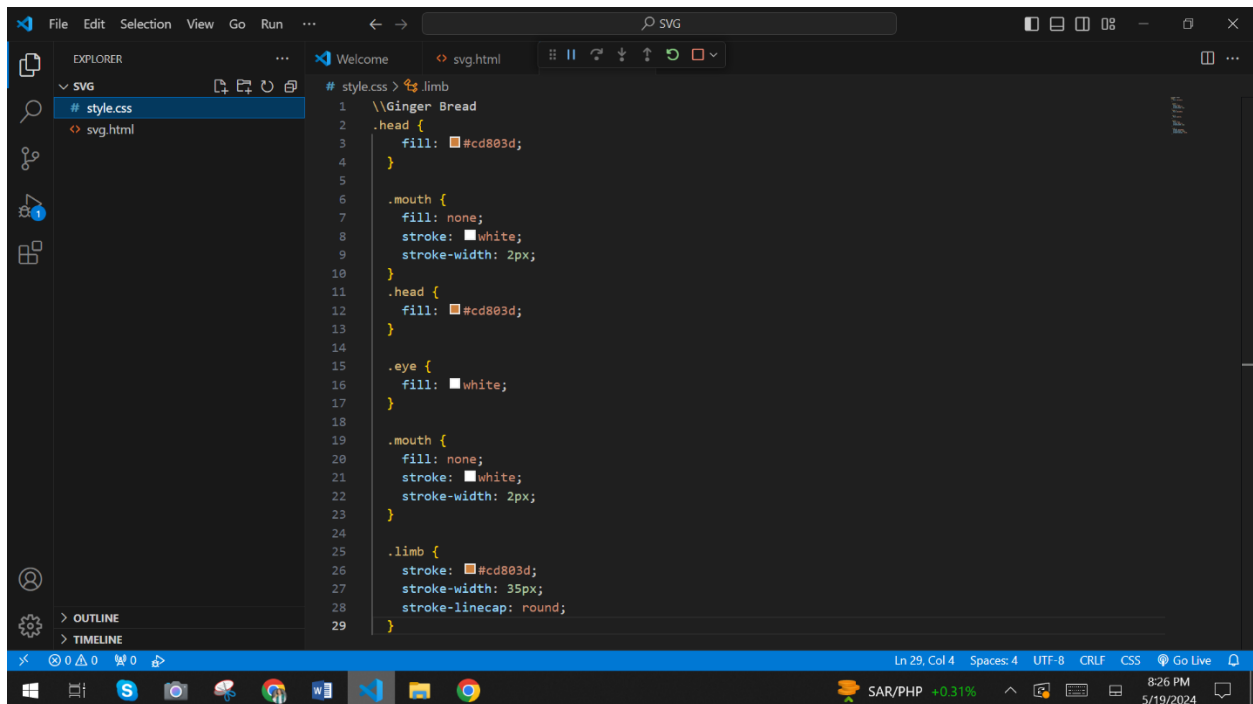 File Edit Selection View Go Run ··· SVG
EXPLORER ···
Welcome
svg.html
SVG
# style.css
svg.html
# style.css > .limb
1 \\Ginger Bread
2 .head {
3 fill: #cd803d;
4 }
5
6 .mouth {
7 fill: none;
8 stroke: white;
9 stroke-width: 2px;
10 }
11 .head {
12 fill: #cd803d;
13 }
14
15 .eye {
16 fill: white;
17 }
18
19 .mouth {
20 fill: none;
21 stroke: white;
22 stroke-width: 2px;
23 }
24
25 .limb {
26 stroke: #cd803d;
27 stroke-width: 35px;
28 stroke-linecap: round;
29 }
1
> OUTLINE
> TIMELINE
0 0 0 Ln 29, Col 4 Spaces: 4 UTF-8 CRLF CSS Go Live
SAR/PHP +0.31% 8:26 PM
5/19/2024